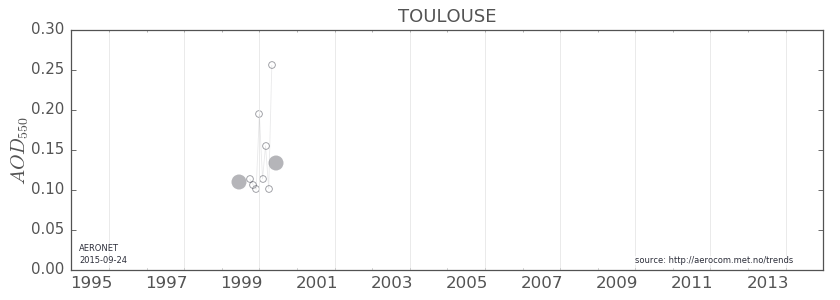 TOULOUSE
0.30
0.25
0.20
0.15
0.10
0.05
0.00
AOD550
AERONET
2015-09-24
source: http://aerocom.met.no/trends
1995 1997 1999 2001 2003 2005 2007 2009 2011 2013